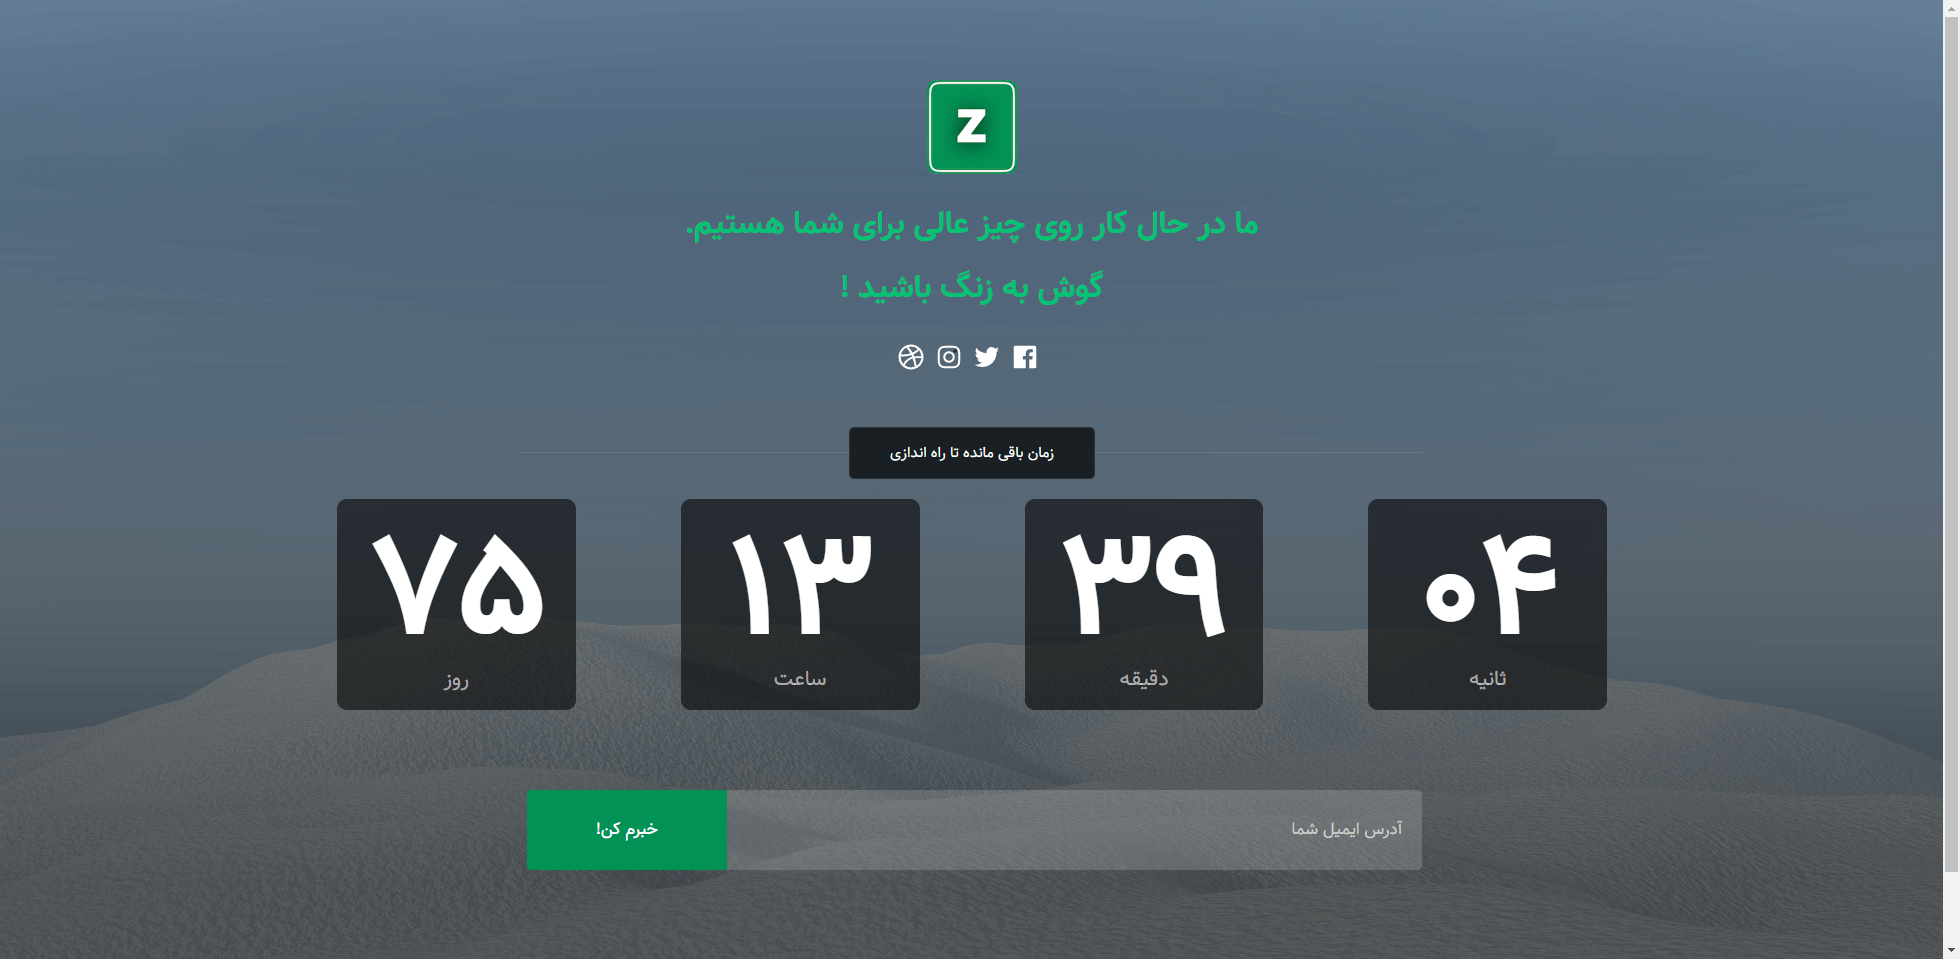 Z
ما در حال کار روی چیز عالی برای شما هستیم.
گوش به زنگ باشید !
زمان باقی مانده تا راه اندازی
۰۴
ثانیه
۳۹
دقیقه
۱۳
ساعت
۷۵
روز
آدرس ایمیل شما
خبرم کن!